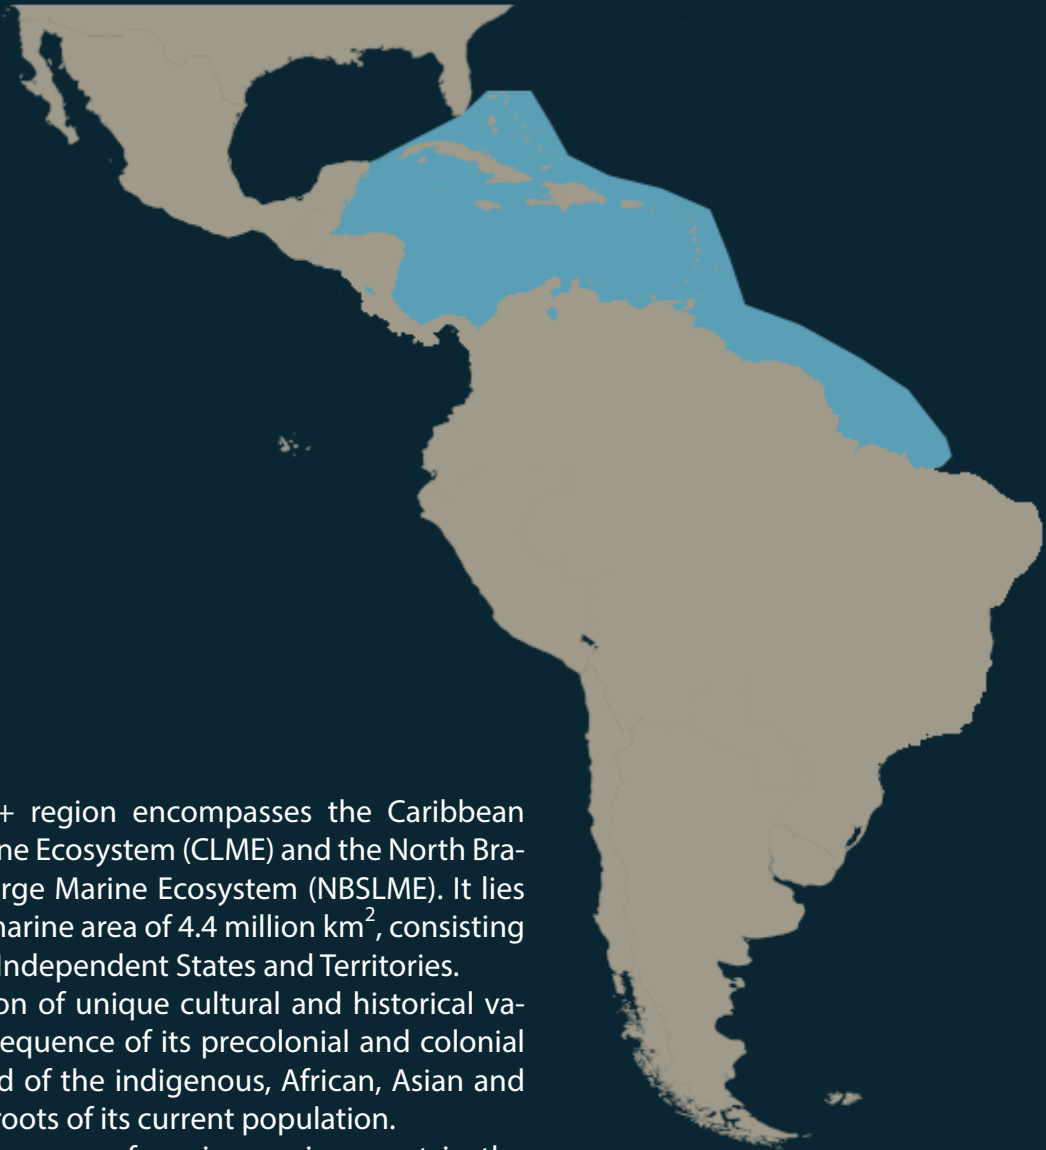 + region encompasses the Caribbean
ne Ecosystem (CLME) and the North Bra-
rge Marine Ecosystem (NBSLME). It lies
narine area of 4.4 million km², consisting
Independent States and Territories.
on of unique cultural and historical va-
equence of its precolonial and colonial
d of the indigenous, African, Asian and
roots of its current population.